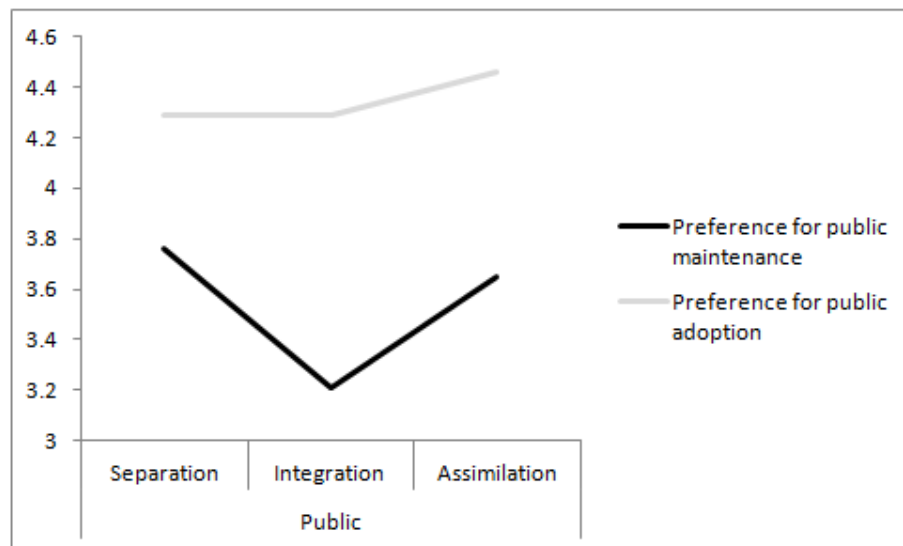 4.6
4.4
4.2
4
3.8
3.6
3.4
3.2
3
Separation Integration Assimilation
Public
Preference for public
maintenance
Preference for public
adoption